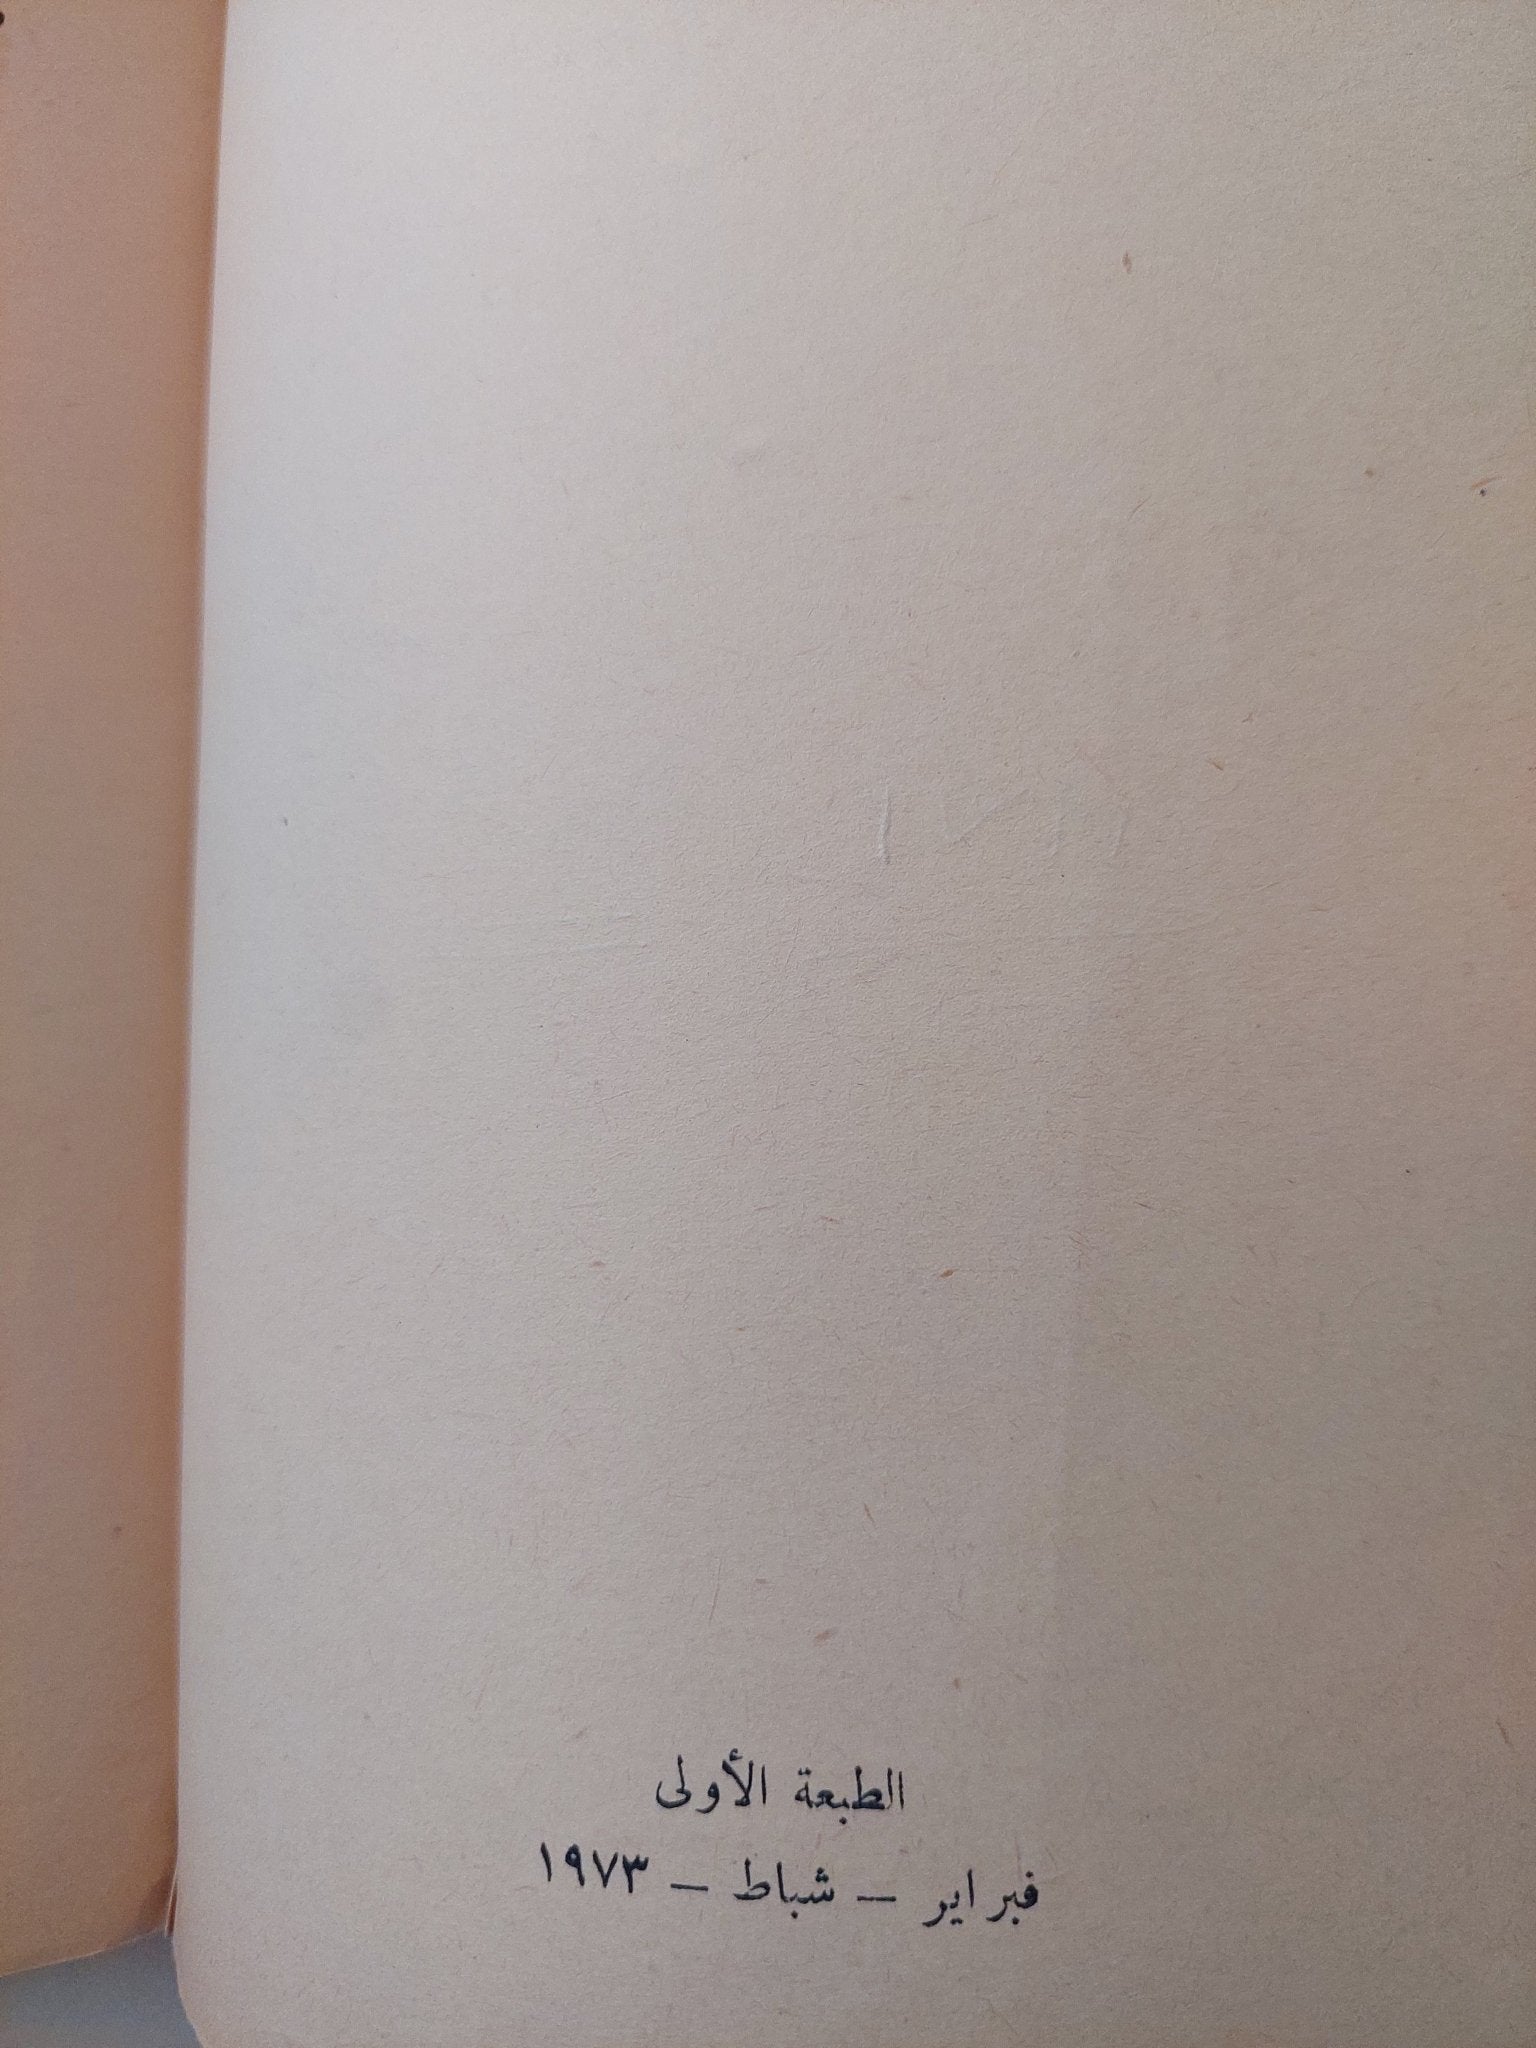 الطبعة الأولى
فبراير – شباط – ١٩٧٣